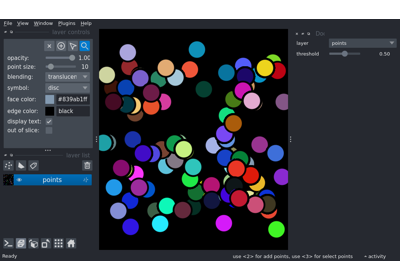 File View Window Plugins Help
layer controls
opacity: 1.00
point size: 10
blending: translucen
symbol: disc
face color: #839ab1ff
edge color: black
display text:
out of slice:
layer list
points
Do
layer points
threshold 0.50
Ready use <2> for add points, use <3> for select points activity